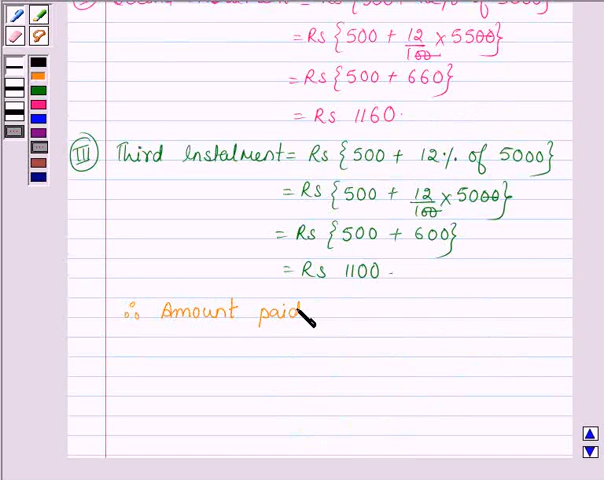 = Rs {500 + 12/100 × 5500}
= Rs {500 + 660}
= Rs 1160.
III Third Instalment = Rs {500 + 12% of 5000}
= Rs {500 + 12/100 × 5000}
= Rs {500 + 600}
= Rs 1100.
∴ Amount paid